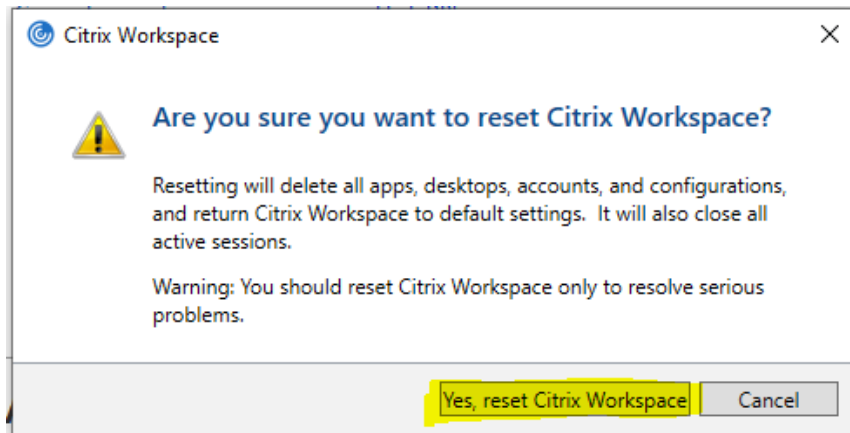 Citrix Workspace
Are you sure you want to reset Citrix Workspace?
Resetting will delete all apps, desktops, accounts, and configurations,
and return Citrix Workspace to default settings.  It will also close all
active sessions.
Warning: You should reset Citrix Workspace only to resolve serious
problems.
Yes, reset Citrix Workspace
Cancel